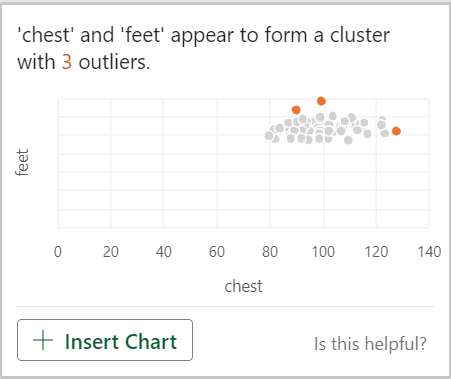 'chest' and 'feet' appear to form a cluster
with 3 outliers.
feet
0 20 40 60 80 100 120 140
chest
Insert Chart
Is this helpful?